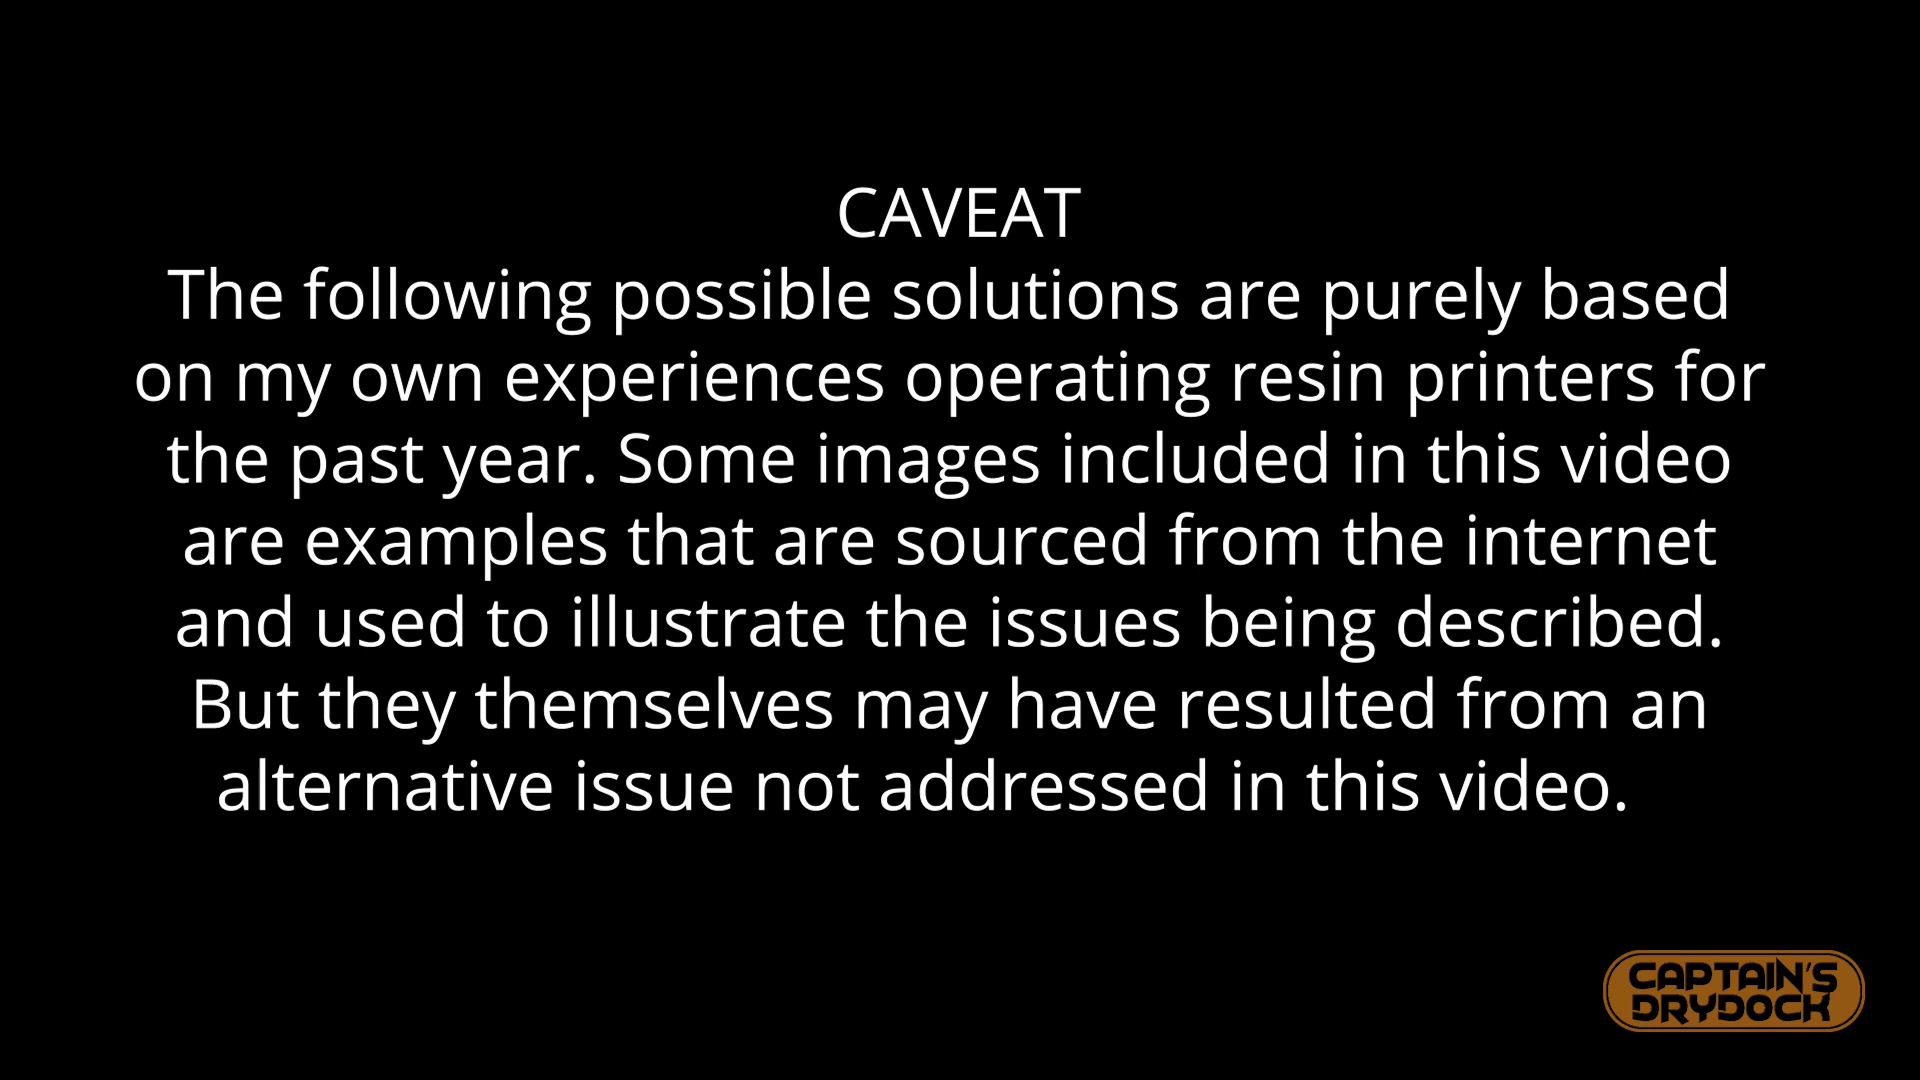 CAVEAT
The following possible solutions are purely based
on my own experiences operating resin printers for
the past year. Some images included in this video
are examples that are sourced from the internet
and used to illustrate the issues being described.
But they themselves may have resulted from an
alternative issue not addressed in this video.
CAPTAIN'S
DRYDOCK